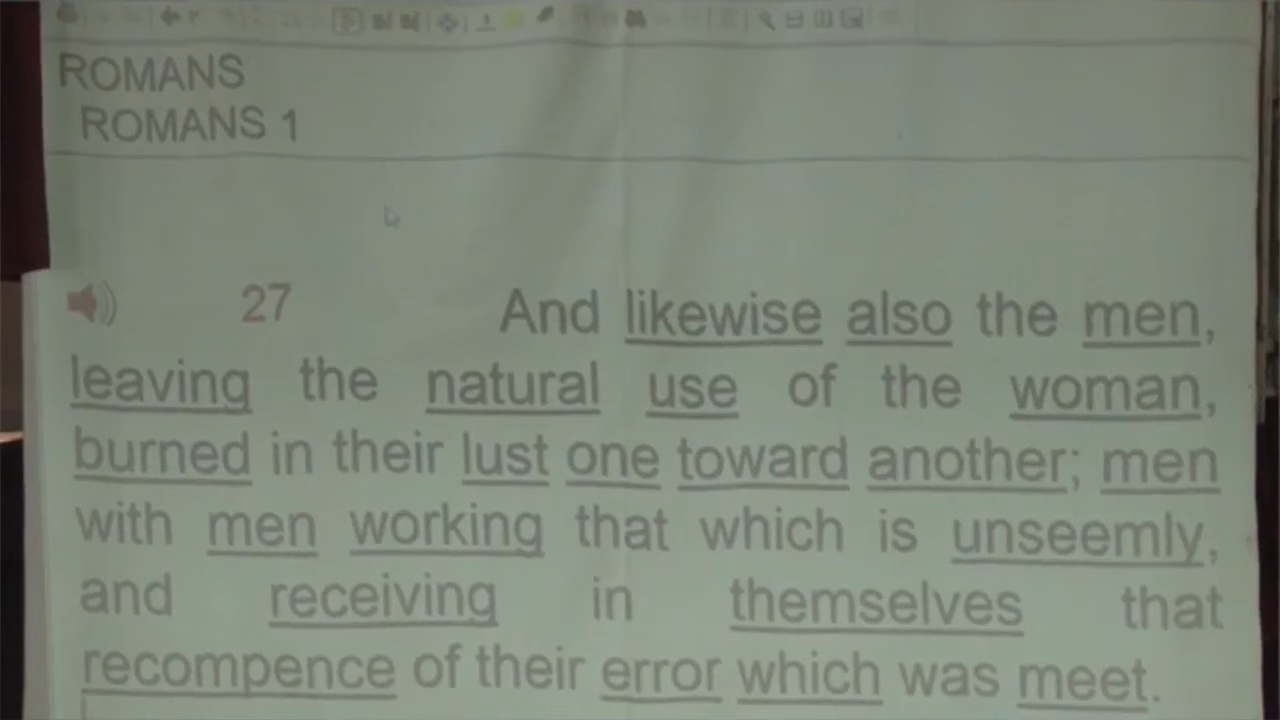 ROMANS
ROMANS 1
27 And likewise also the men,
leaving the natural use of the woman,
burned in their lust one toward another; men
with men working that which is unseemly,
and receiving in themselves that
recompence of their error which was meet.